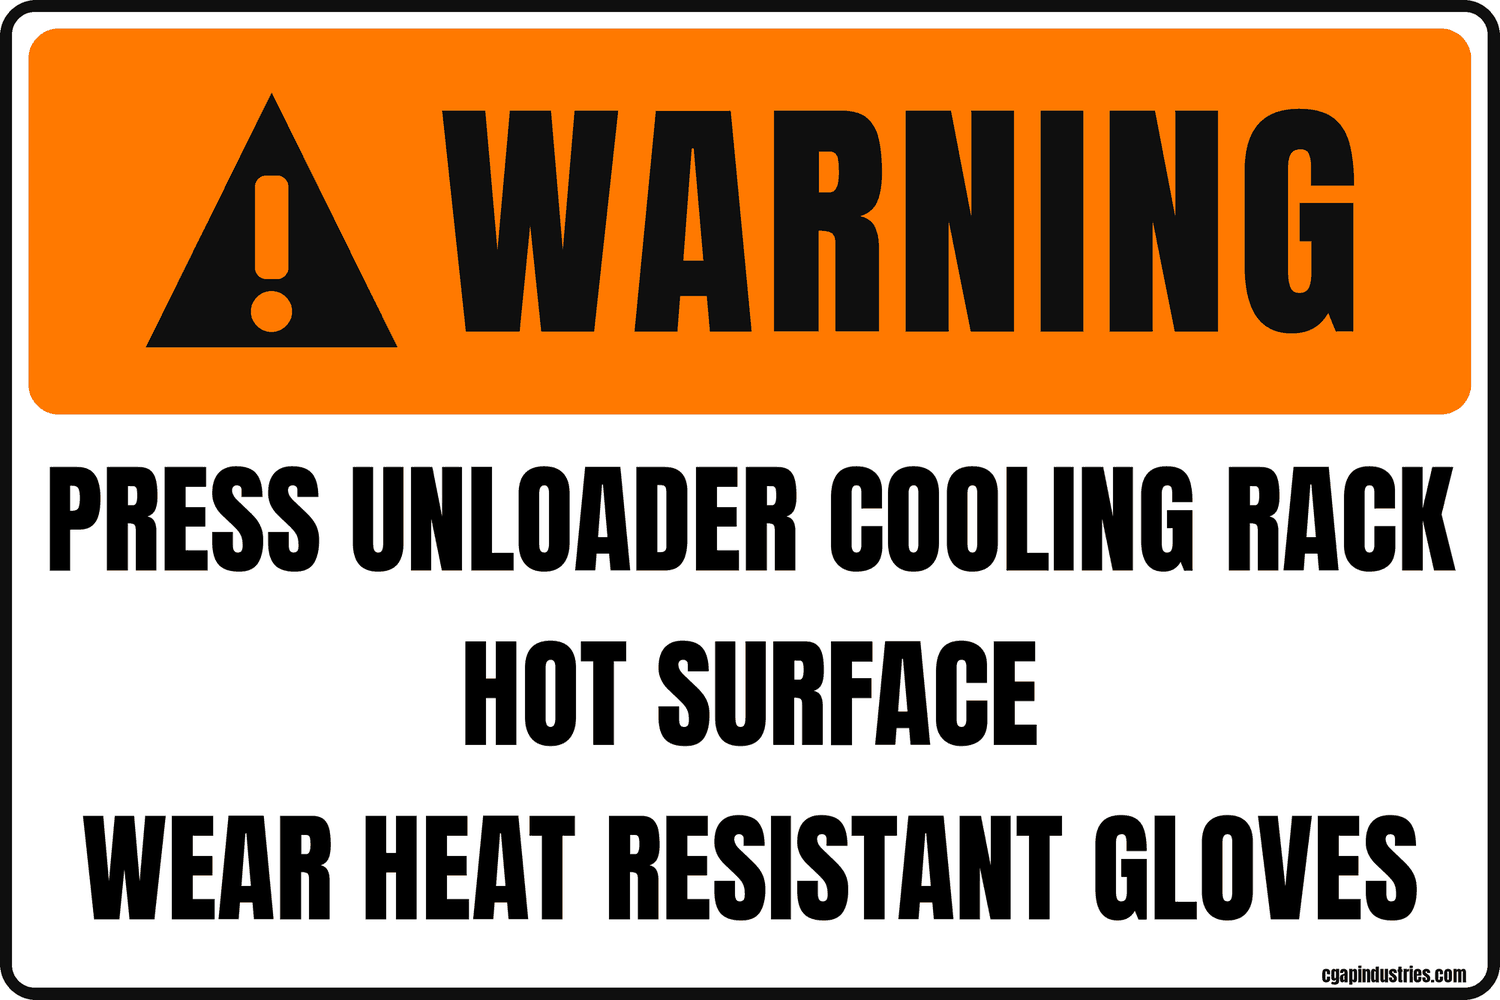 WARNING
PRESS UNLOADER COOLING RACK
HOT SURFACE
WEAR HEAT RESISTANT GLOVES
cgapindustries.com